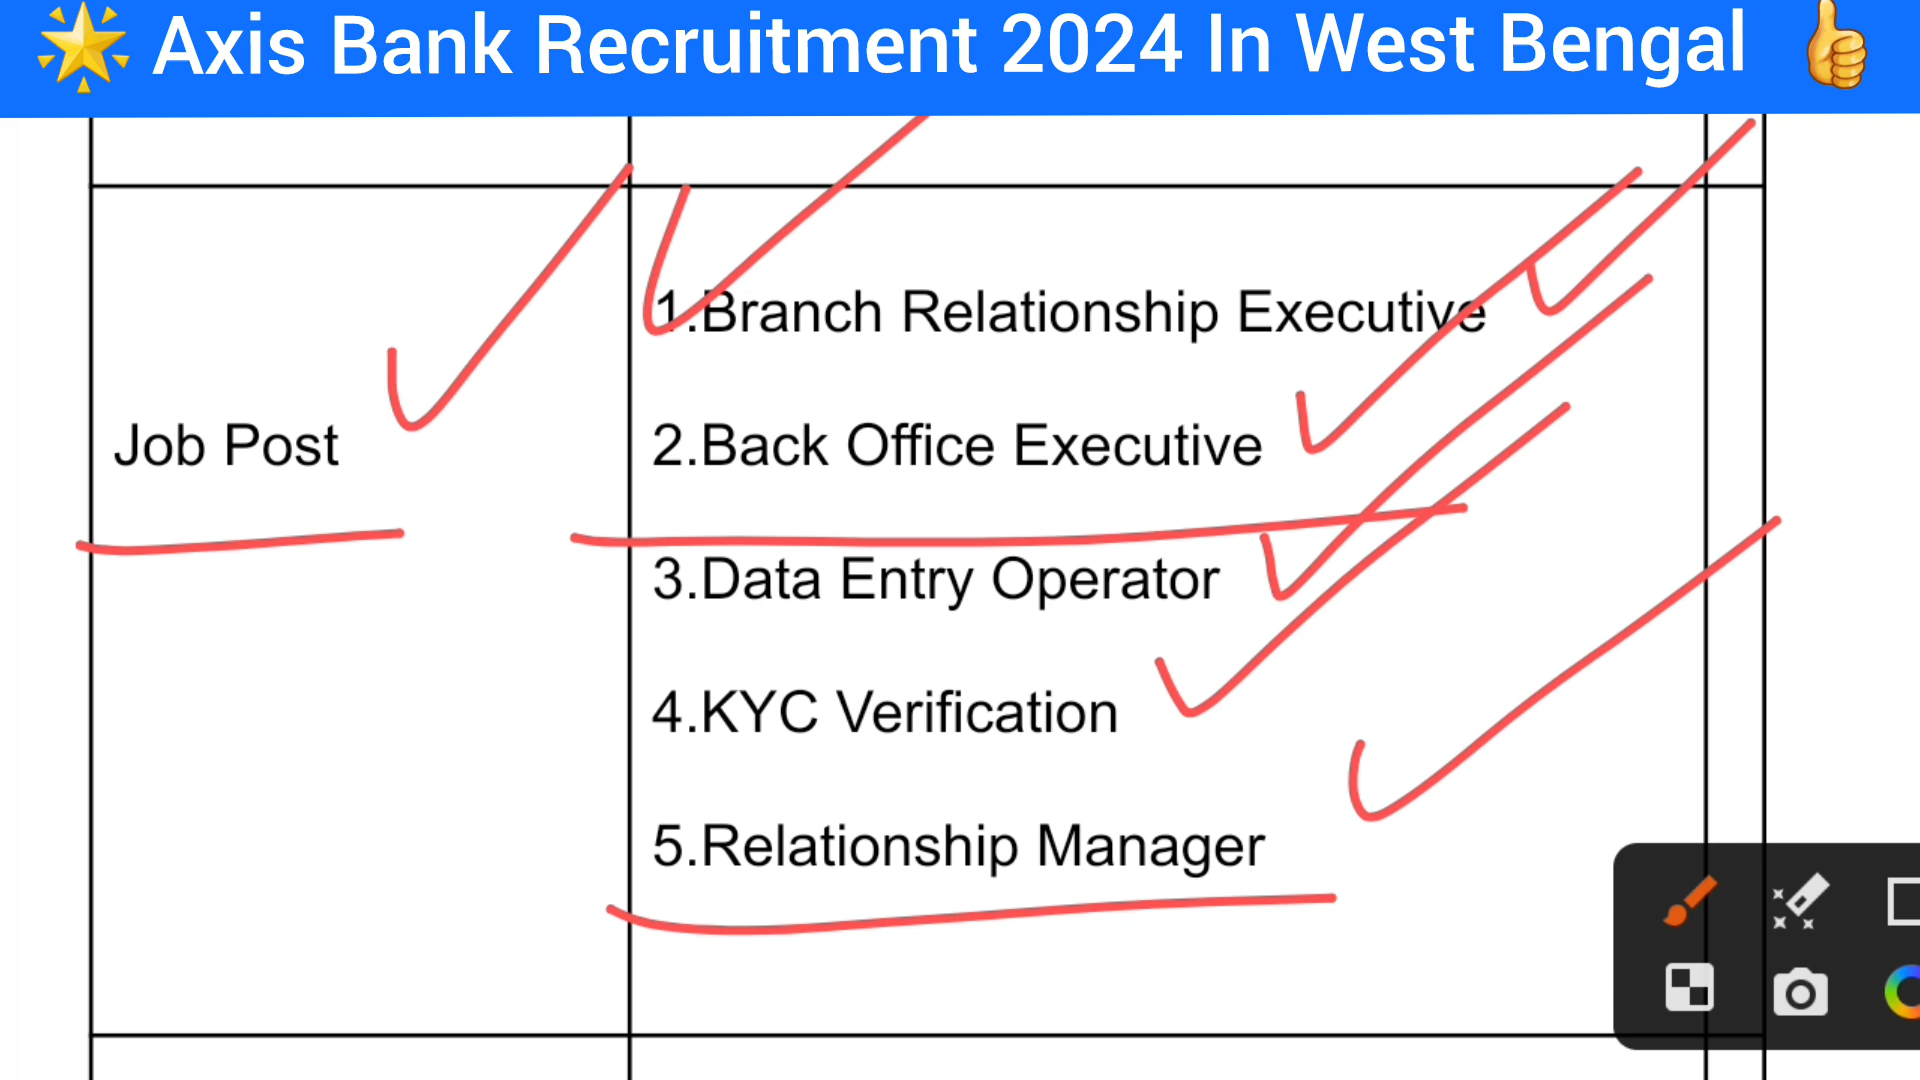 Axis Bank Recruitment 2024 In West Bengal
Job Post
1.Branch Relationship Executive
2.Back Office Executive
3.Data Entry Operator
4.KYC Verification
5.Relationship Manager